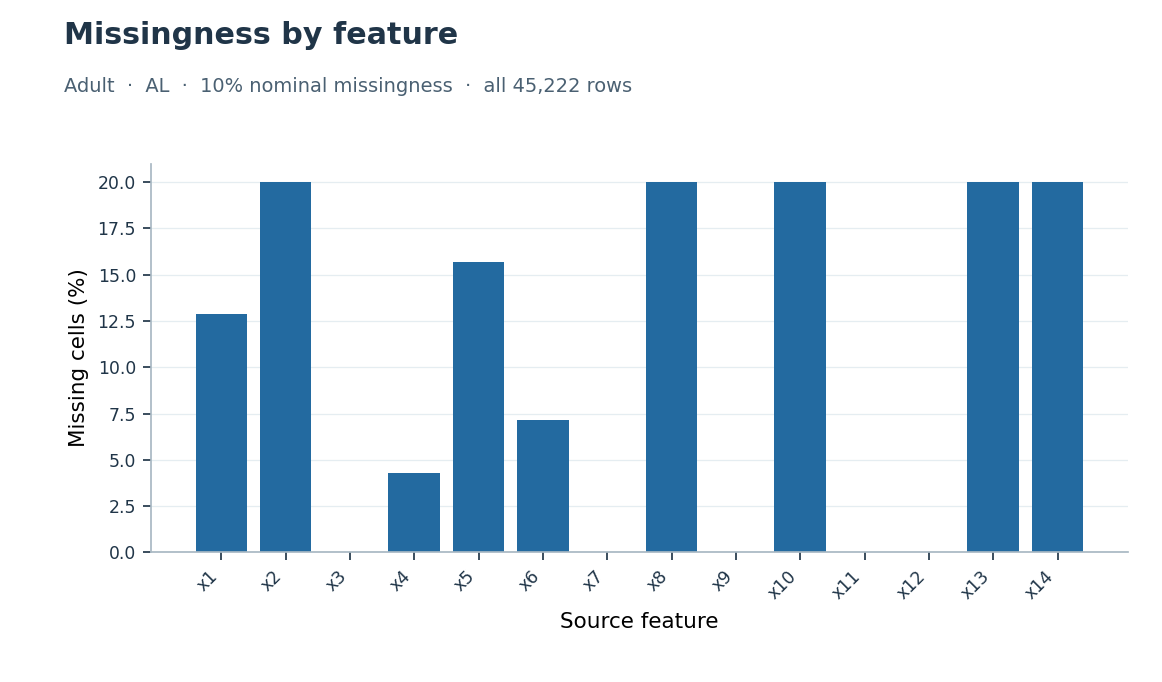 Missingness by feature
Adult · AL · 10% nominal missingness · all 45,222 rows
Missing cells (%)
20.0
17.5
15.0
12.5
10.0
7.5
5.0
2.5
0.0
x1 x2 x3 x4 x5 x6 x7 x8 x9 x10 x11 x12 x13 x14
Source feature